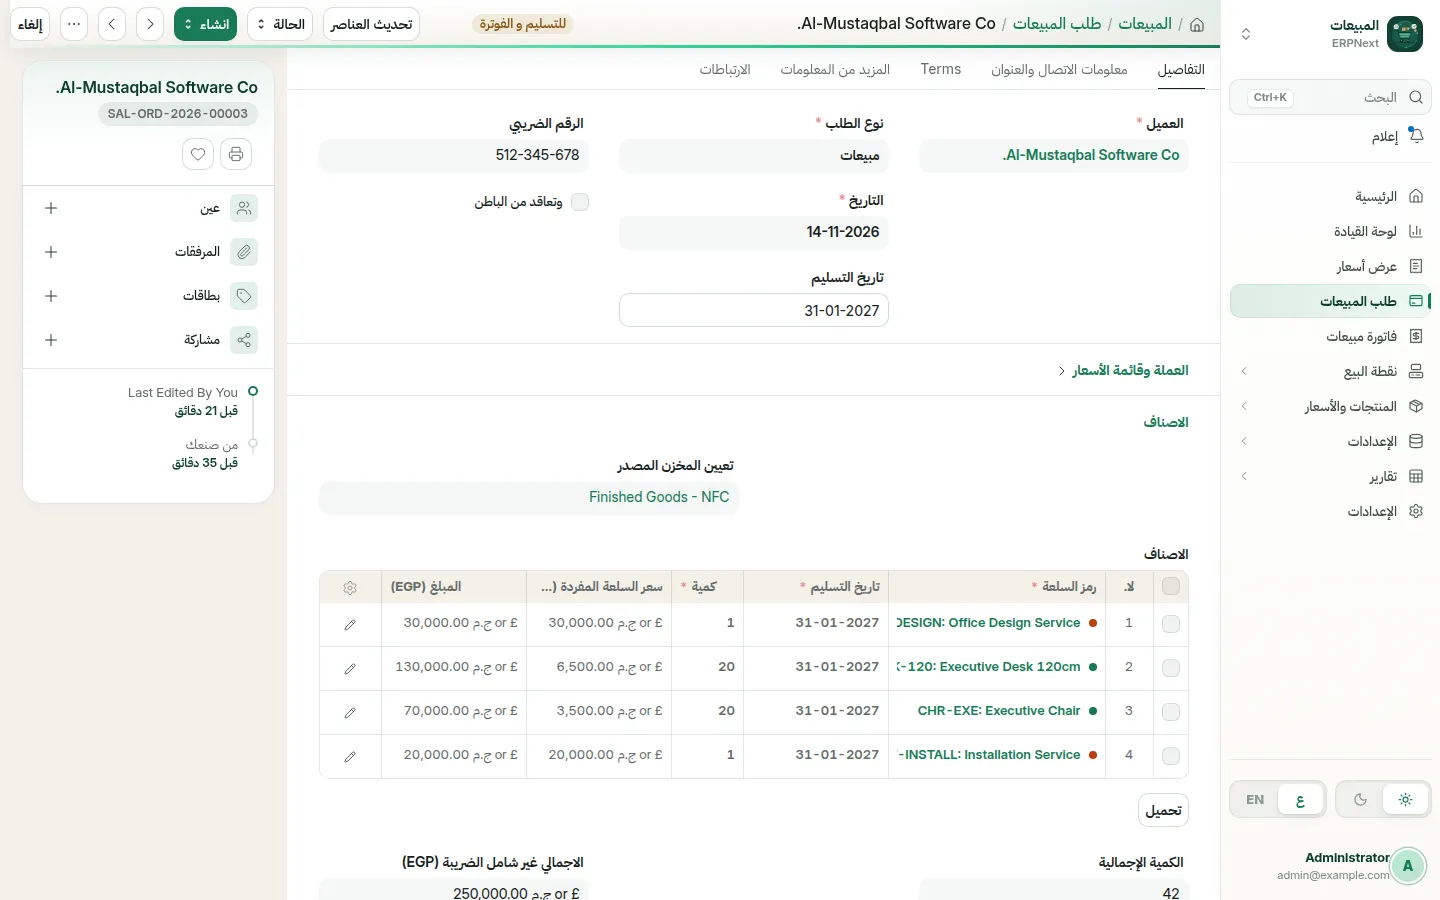 المبيعات
ERPNext
البحث
Ctrl+K
إعلام
الرئيسية
لوحة القيادة
عرض أسعار
طلب المبيعات
فاتورة مبيعات
نقطة البيع
المنتجات والأسعار
الإعدادات
تقارير
الإعدادات
EN
ع
Administrator
admin@example.com
A
المبيعات / طلب المبيعات / Al-Mustaqbal Software Co.
للتسليم و الفوترة
تحديث العناصر
الحالة
انشاء
إلغاء
التفاصيل
معلومات الاتصال والعنوان
Terms
المزيد من المعلومات
الارتباطات
العميل *
Al-Mustaqbal Software Co.
نوع الطلب *
مبيعات
الرقم الضريبي
512-345-678
التاريخ *
14-11-2026
وتعاقد من الباطن
تاريخ التسليم
31-01-2027
العملة وقائمة الأسعار
الاصناف
تعيين المخزن المصدر
Finished Goods - NFC
الاصناف
لا.
رمز السلعة *
تاريخ التسليم *
كمية *
سعر السلعة المفردة (...
المبلغ (EGP)
1 DESIGN: Office Design Service 31-01-2027 1 £ or ج.م 30,000.00 £ or ج.م 30,000.00
2 K-120: Executive Desk 120cm 31-01-2027 20 £ or ج.م 6,500.00 £ or ج.م 130,000.00
3 CHR-EXE: Executive Chair 31-01-2027 20 £ or ج.م 3,500.00 £ or ج.م 70,000.00
4 -INSTALL: Installation Service 31-01-2027 1 £ or ج.م 20,000.00 £ or ج.م 20,000.00
تحميل
الكمية الإجمالية
42
الاجمالي غير شامل الضريبة (EGP)
£ or ج.م 250,000.00
Al-Mustaqbal Software Co.
SAL-ORD-2026-00003
عين
المرفقات
بطاقات
مشاركة
Last Edited By You
قبل 21 دقائق
من صنعك
قبل 35 دقائق